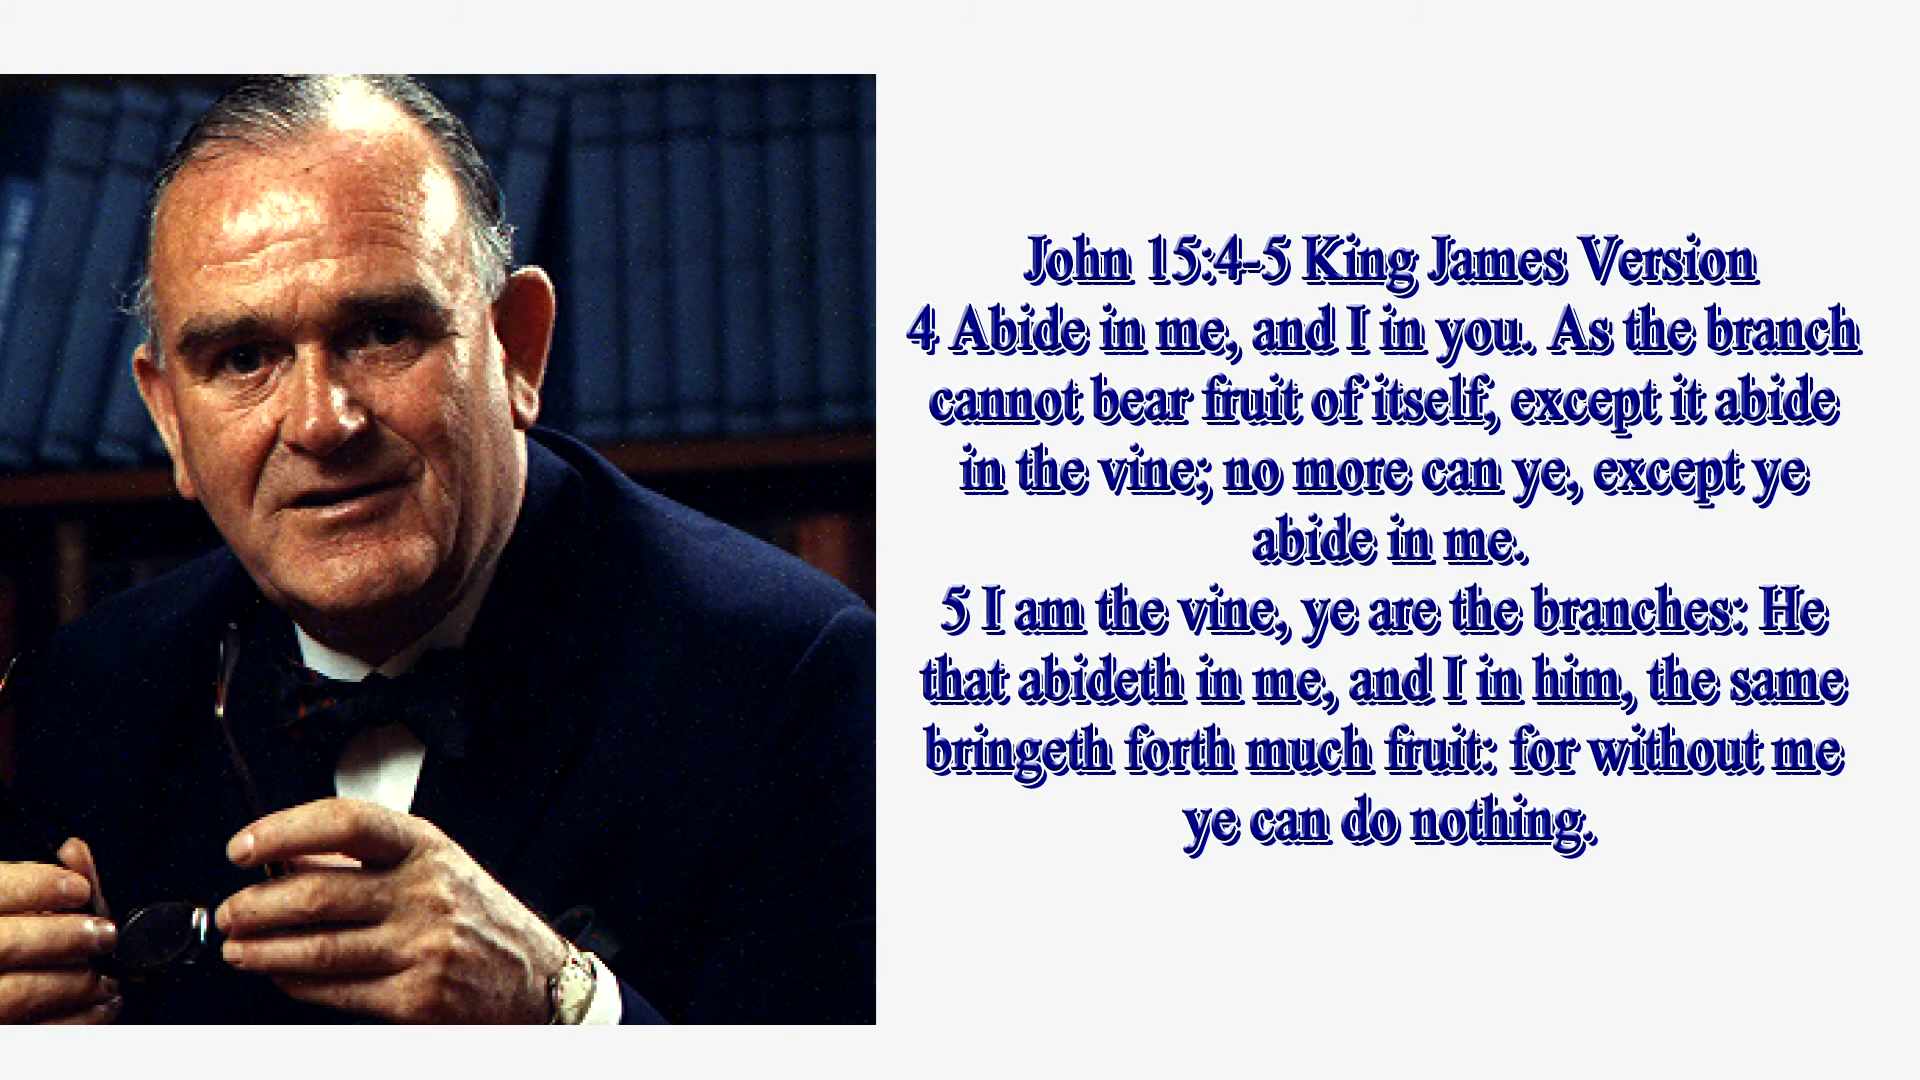 John 15:4-5 King James Version
4 Abide in me, and I in you. As the branch
cannot bear fruit of itself, except it abide
in the vine; no more can ye, except ye
abide in me.
5 I am the vine, ye are the branches: He
that abideth in me, and I in him, the same
bringeth forth much fruit: for without me
ye can do nothing.